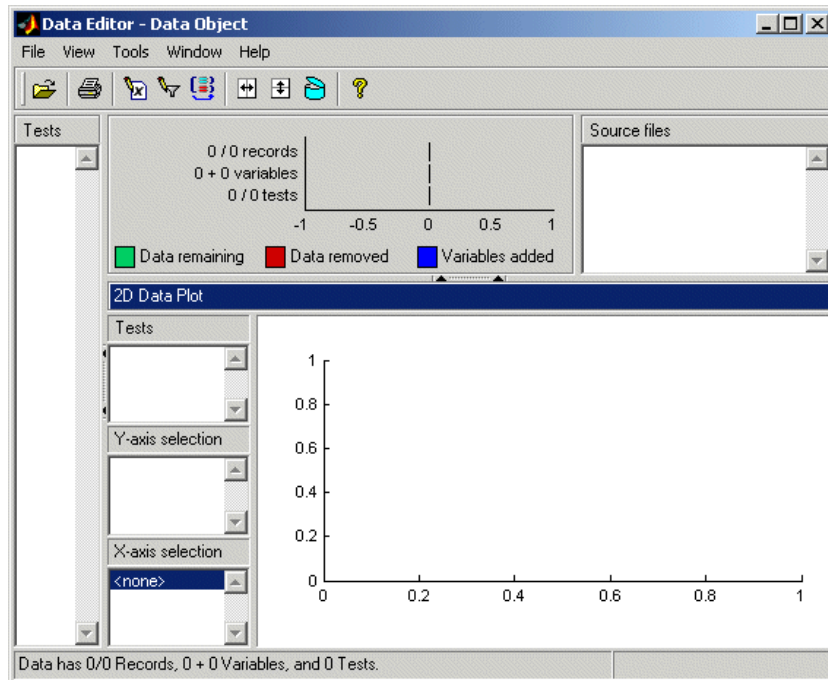 Data Editor - Data Object
File View Tools Window Help
Tests
0 / 0 records
0 + 0 variables
0 / 0 tests
-1 -0.5 0 0.5 1
Data remaining Data removed Variables added
Source files
2D Data Plot
Tests
Y-axis selection
X-axis selection
<none>
1
0.8
0.6
0.4
0.2
0
0 0.2 0.4 0.6 0.8 1
Data has 0/0 Records, 0 + 0 Variables, and 0 Tests.